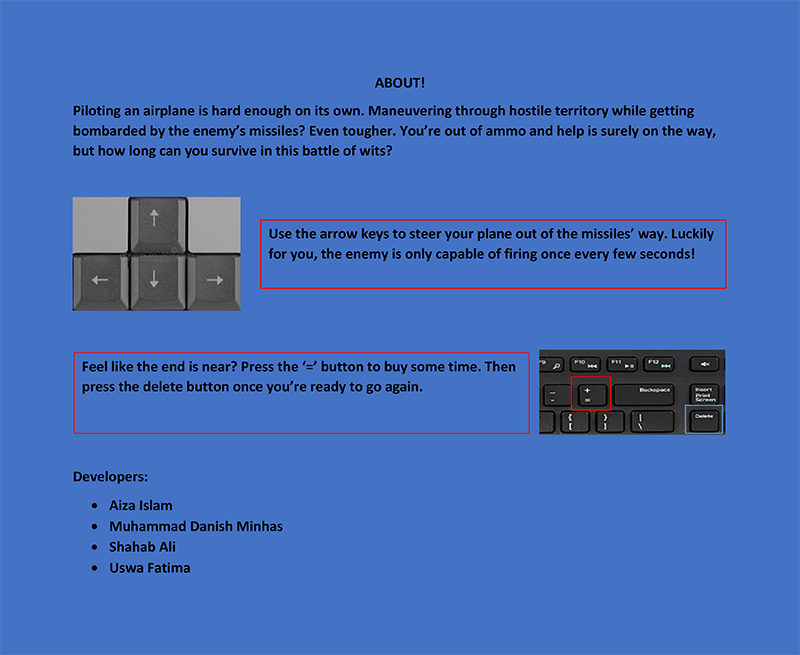 ABOUT!
Piloting an airplane is hard enough on its own. Maneuvering through hostile territory while getting
bombarded by the enemy’s missiles? Even tougher. You’re out of ammo and help is surely on the way,
but how long can you survive in this battle of wits?
↑
← ↓ →
Use the arrow keys to steer your plane out of the missiles’ way. Luckily
for you, the enemy is only capable of firing once every few seconds!
Feel like the end is near? Press the ‘=’ button to buy some time. Then
press the delete button once you’re ready to go again.
F9 F10 F11 F12
_ - + = Backspace Insert
Print
Screen
{ [ } ] | \ Delete
Developers:
• Aiza Islam
• Muhammad Danish Minhas
• Shahab Ali
• Uswa Fatima